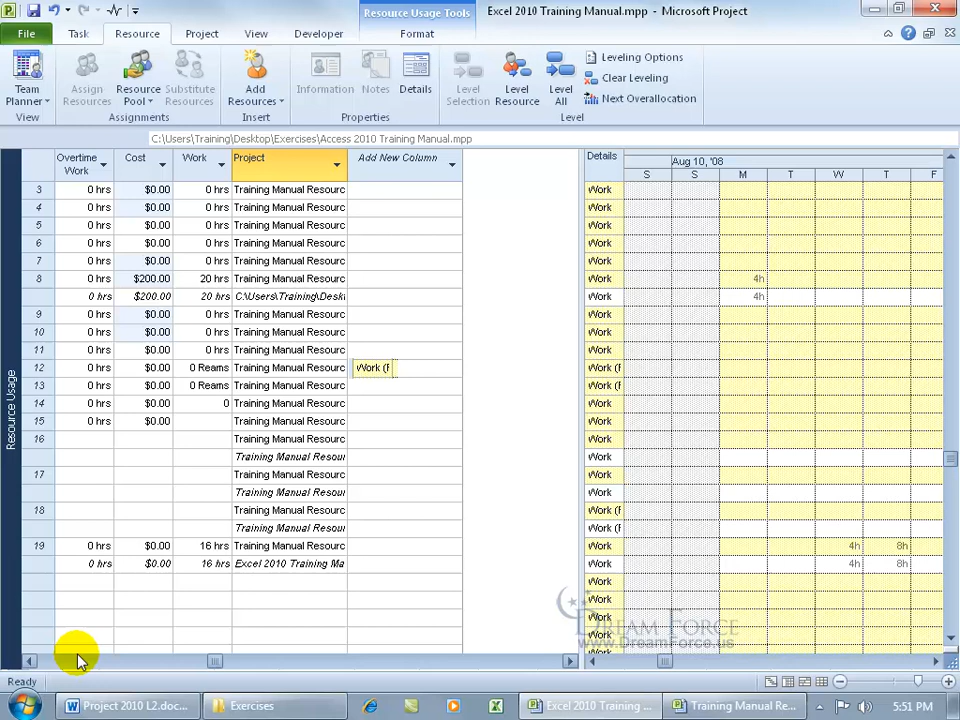 Resource Usage Tools
Excel 2010 Training Manual.mpp - Microsoft Project
File Task Resource Project View Developer Format
Team Planner Assign Resources Resource Pool Substitute Resources Add Resources Information Notes Details Level Selection Level Resource Level All
Leveling Options
Clear Leveling
Next Overallocation
View Assignments Insert Properties Level
C:\Users\Training\Desktop\Exercises\Access 2010 Training Manual.mpp
Overtime Work Cost Work Project Add New Column Details Aug 10, '08
S S M T W T F
3 0 hrs $0.00 0 hrs Training Manual Resourc Work
4 0 hrs $0.00 0 hrs Training Manual Resourc Work
5 0 hrs $0.00 0 hrs Training Manual Resourc Work
6 0 hrs $0.00 0 hrs Training Manual Resourc Work
7 0 hrs $0.00 0 hrs Training Manual Resourc Work
8 0 hrs $200.00 20 hrs Training Manual Resourc Work 4h
0 hrs $200.00 20 hrs C:\Users\Training\Deskt Work 4h
9 0 hrs $0.00 0 hrs Training Manual Resourc Work
10 0 hrs $0.00 0 hrs Training Manual Resourc Work
11 0 hrs $0.00 0 hrs Training Manual Resourc Work
12 0 hrs $0.00 0 Reams Training Manual Resourc Work (F Work (F
13 0 hrs $0.00 0 Reams Training Manual Resourc Work (F
14 0 hrs $0.00 0 Training Manual Resourc Work
15 0 hrs $0.00 Training Manual Resourc Work
16 Training Manual Resourc Work
Training Manual Resour Work
17 Training Manual Resourc Work
Training Manual Resour Work
18 Training Manual Resourc Work (F
Training Manual Resour Work (F
19 0 hrs $0.00 16 hrs Training Manual Resourc Work 4h 8h
0 hrs $0.00 16 hrs Excel 2010 Training Ma Work 4h 8h
Work
Work
Work
Work
Resource Usage
Dream Force
www.DreamForce.us
Ready
Project 2010 L2.doc... Exercises Excel 2010 Training ... Training Manual Re... 5:51 PM